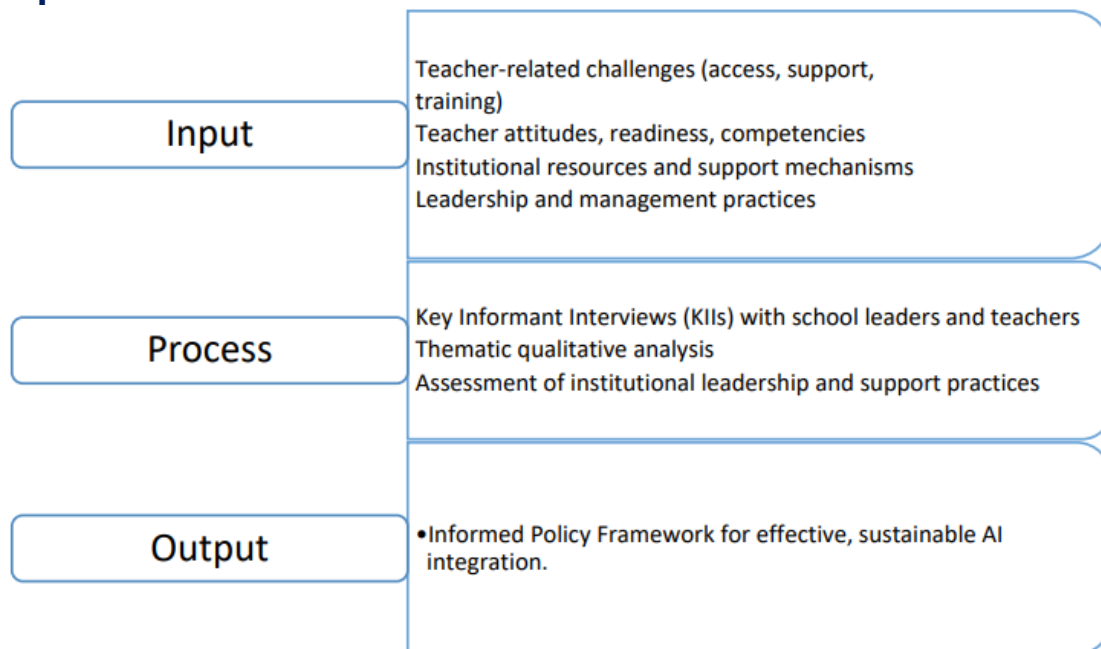 Input
Teacher-related challenges (access, support,
training)
Teacher attitudes, readiness, competencies
Institutional resources and support mechanisms
Leadership and management practices
Process
Key Informant Interviews (KIIs) with school leaders and teachers
Thematic qualitative analysis
Assessment of institutional leadership and support practices
Output
•Informed Policy Framework for effective, sustainable AI
integration.